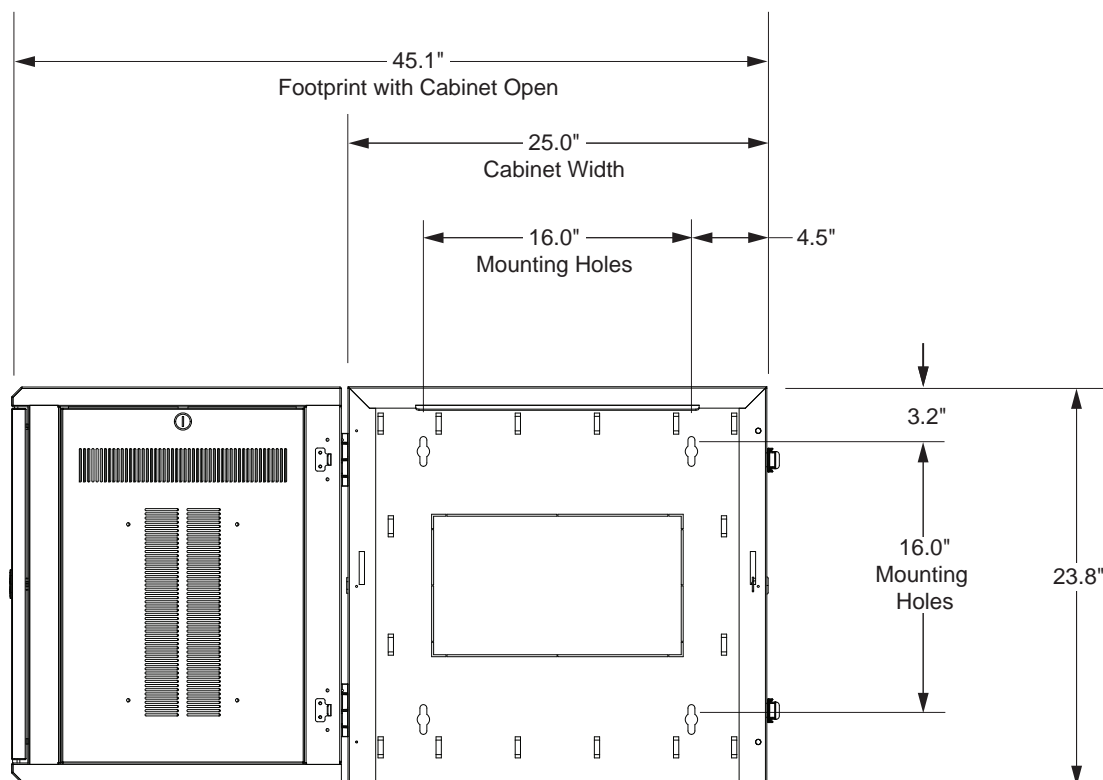 45.1"
Footprint with Cabinet Open
25.0"
Cabinet Width
16.0"
4.5"
Mounting Holes
3.2"
16.0"
Mounting
Holes
23.8"